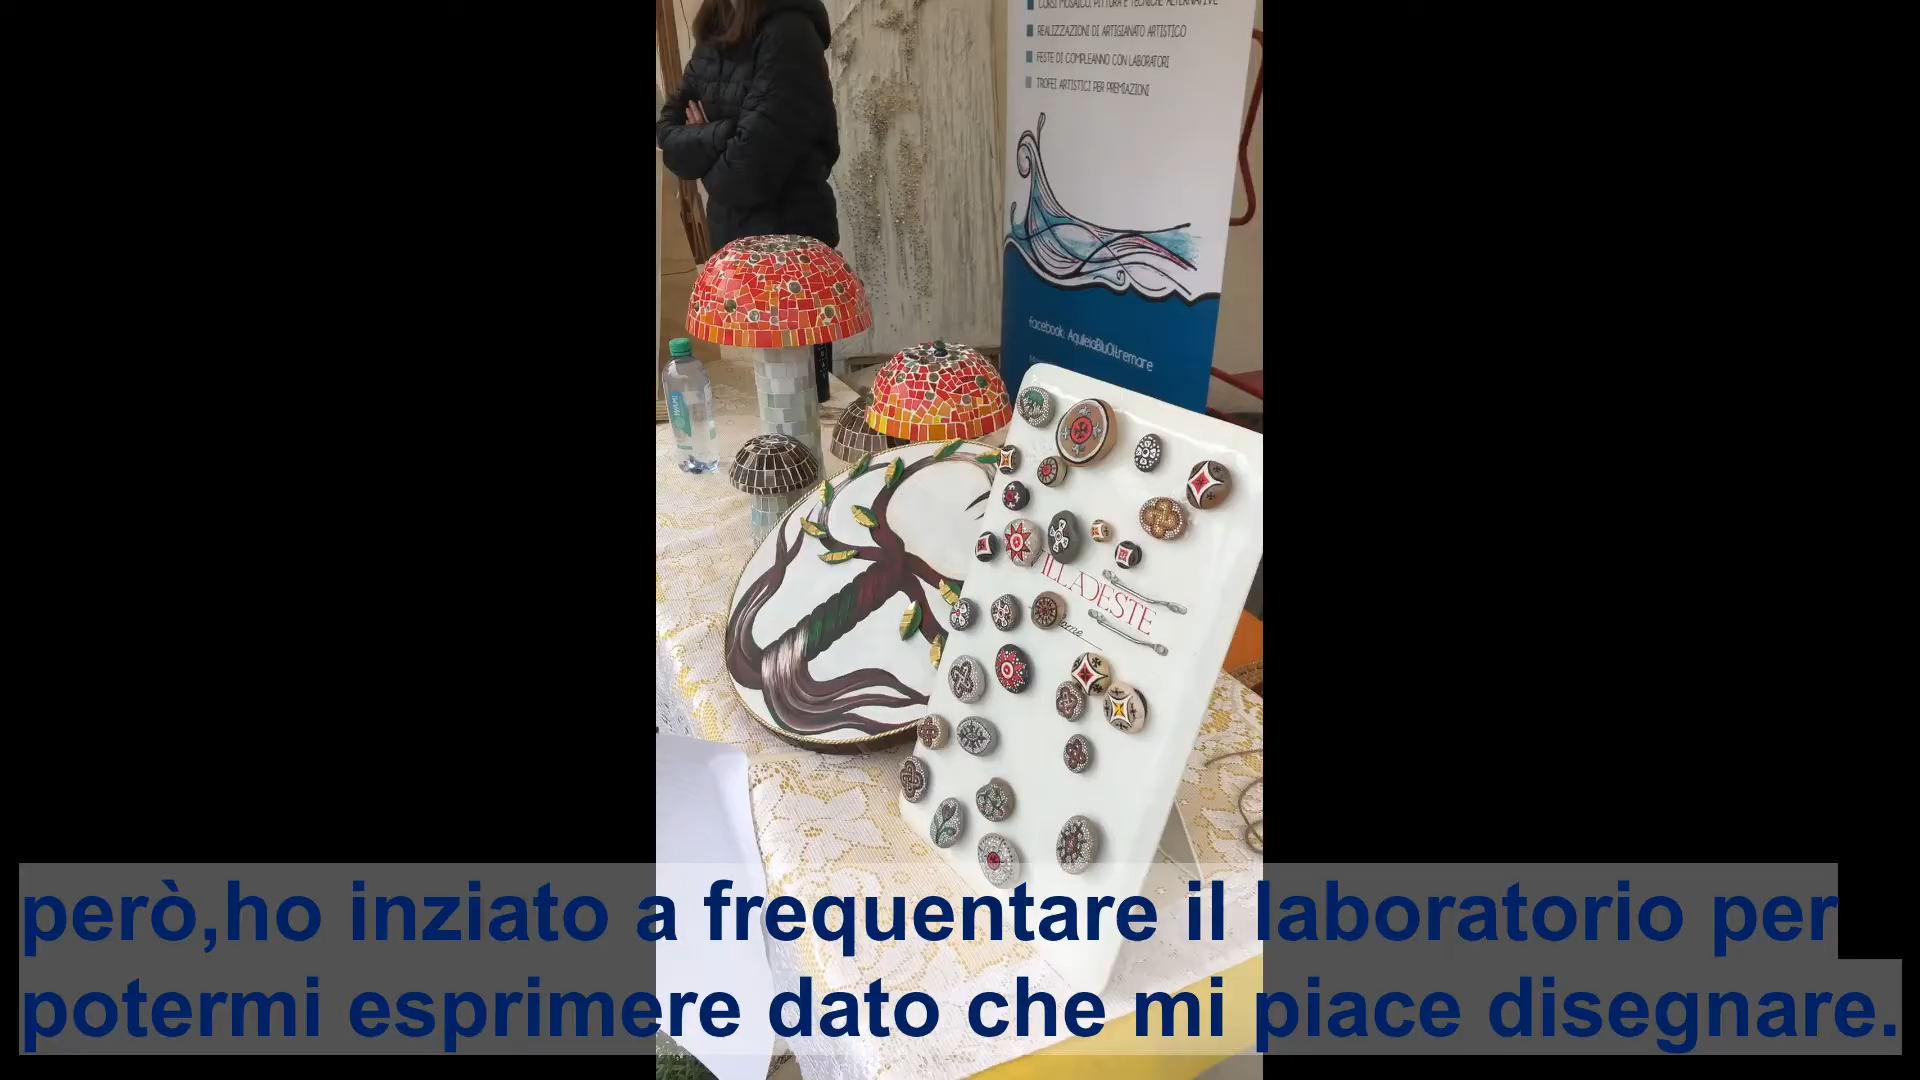 CORSI MOSAICO, PITTURA E TECNICHE ALTERNATIVE
REALIZZAZIONI DI ARTIGIANATO ARTISTICO
FESTE DI COMPLEANNO CON LABORATORI
TROFEI ARTISTICI PER PREMIAZIONI
facebook: AquileiaBluOltremare
VILLADESTE
però,ho inziato a frequentare il laboratorio per
potermi esprimere dato che mi piace disegnare.